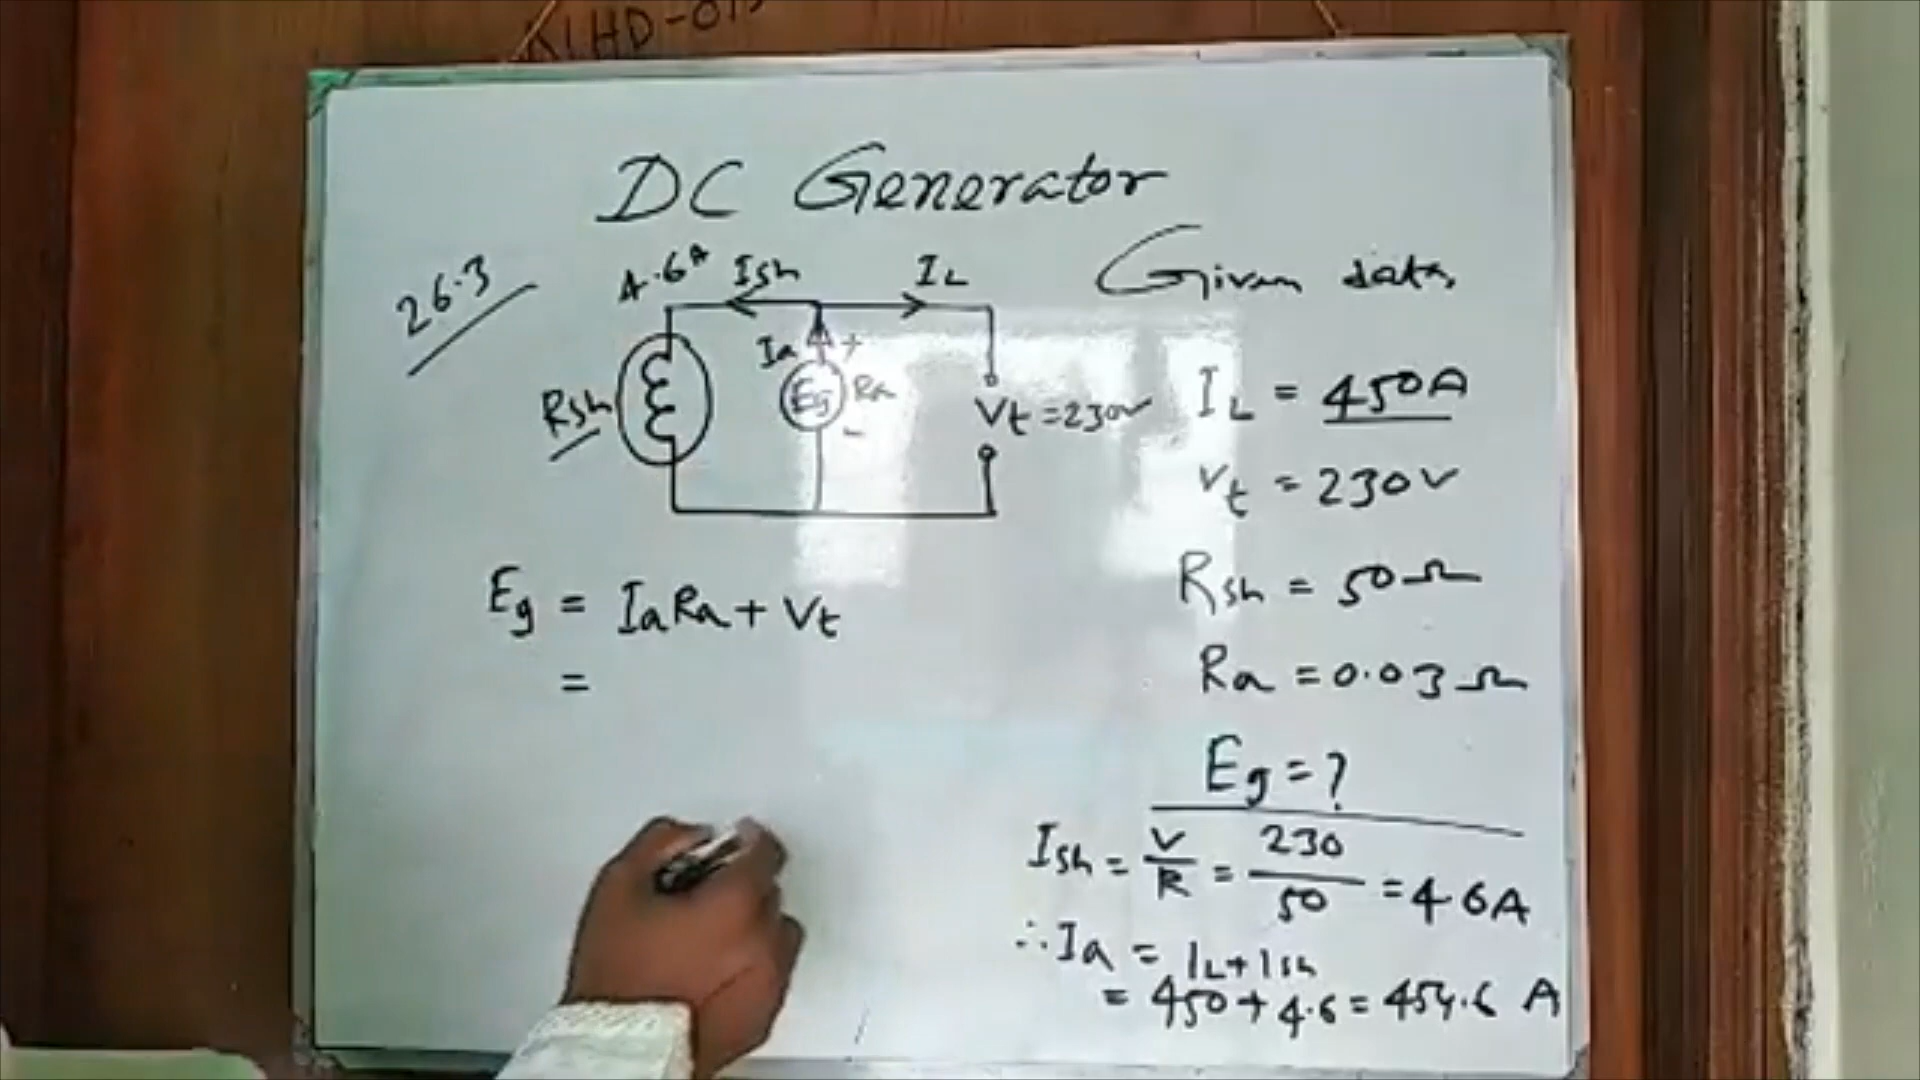 DC Generator
26.3
4.6A Ish IL
Ia +
Rsh Eg Ra
-
Vt = 230V
Given data,
IL = 450A
Vt = 230V
Rsh = 50Ω
Ra = 0.03Ω
Eg = ?
Eg = IaRa + Vt
=
Ish = V/R = 230/50 = 4.6A
∴ Ia = IL + Ish
= 450 + 4.6 = 454.6 A